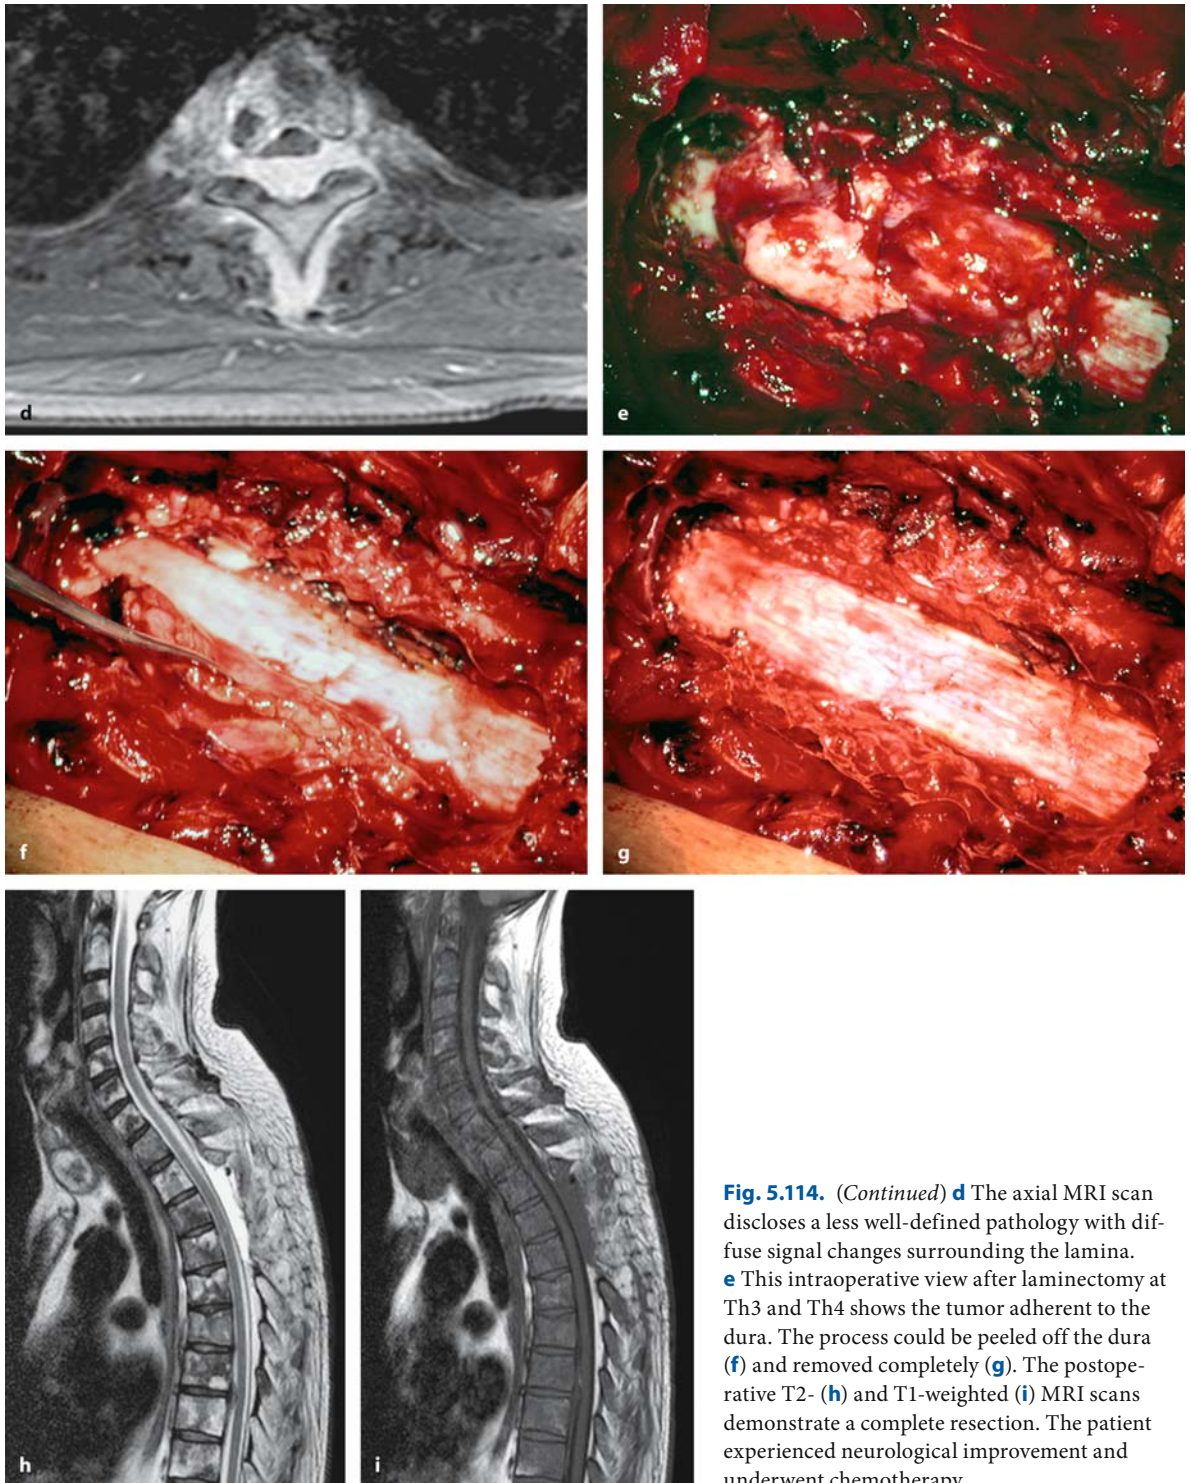 d
e
f
g
h
i
Fig. 5.114. (Continued) d The axial MRI scan
discloses a less well-defined pathology with dif-
fuse signal changes surrounding the lamina.
e This intraoperative view after laminectomy at
Th3 and Th4 shows the tumor adherent to the
dura. The process could be peeled off the dura
(f) and removed completely (g). The postope-
rative T2- (h) and T1-weighted (i) MRI scans
demonstrate a complete resection. The patient
experienced neurological improvement and
underwent chemotherapy